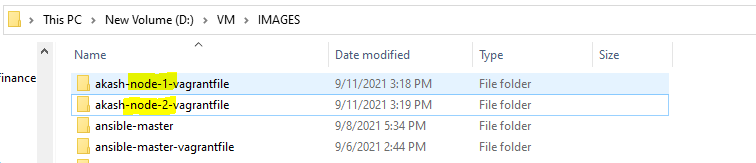 This PC > New Volume (D:) > VM > IMAGES
Name Date modified Type Size
finance
akash-node-1-vagrantfile 9/11/2021 3:18 PM File folder
akash-node-2-vagrantfile 9/11/2021 3:19 PM File folder
ansible-master 9/8/2021 5:34 PM File folder
ansible-master-vagrantfile 9/6/2021 2:44 PM File folder